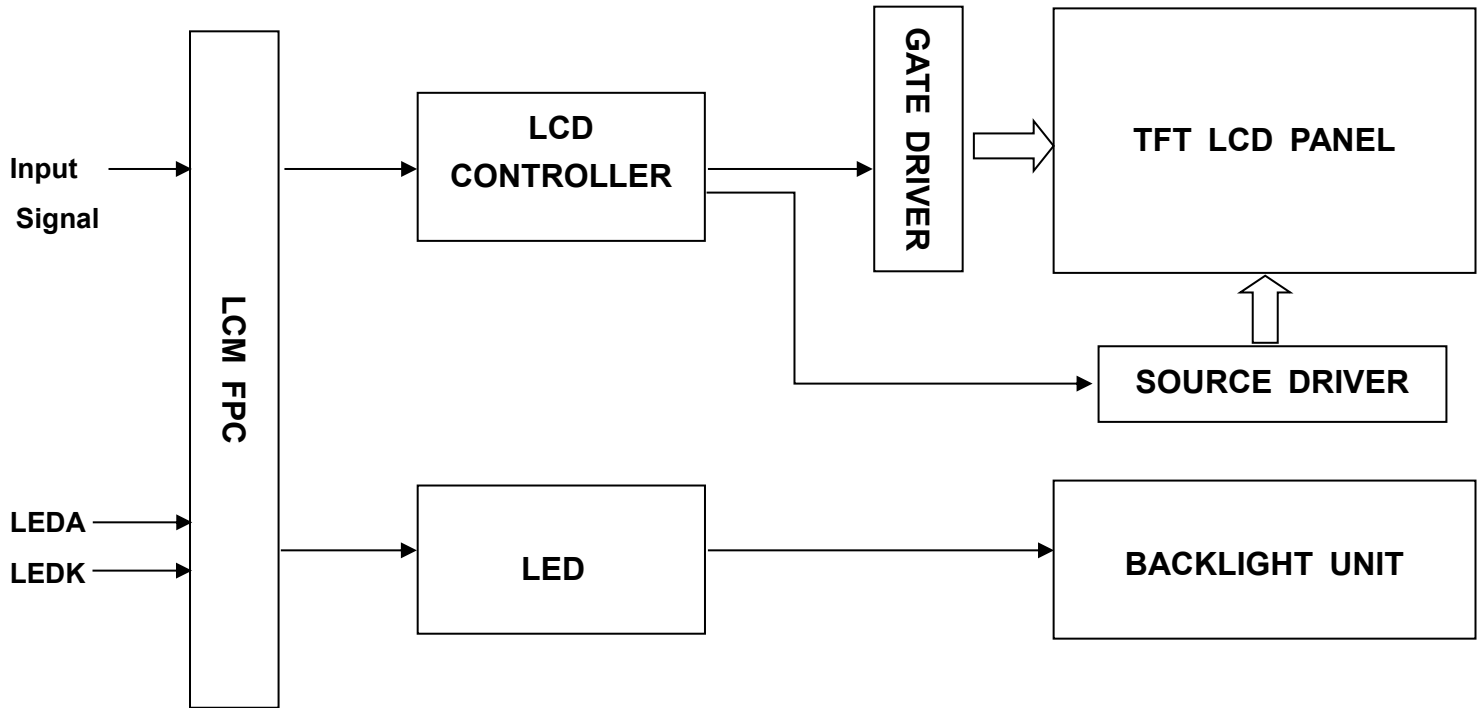 GATE DRIVER
LCD
CONTROLLER
TFT LCD PANEL
Input
Signal
LCM FPC
SOURCE DRIVER
LEDA
LEDK
LED
BACKLIGHT UNIT